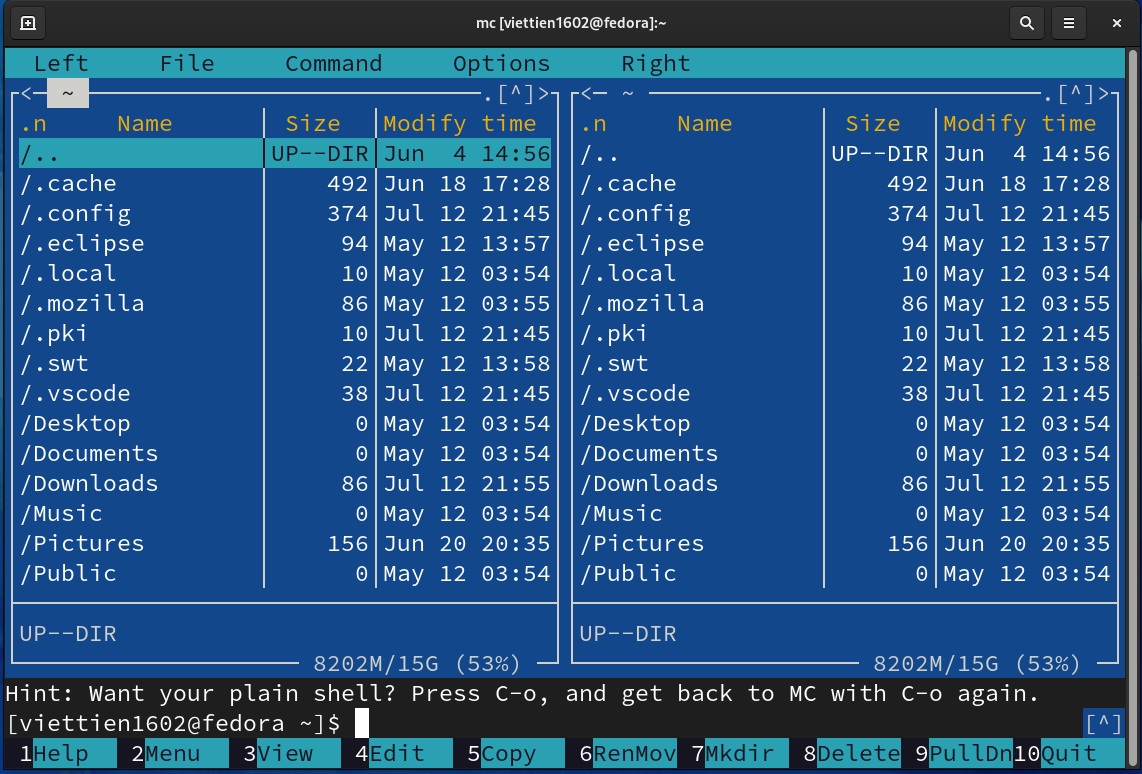 mc [viettien1602@fedora]:~
Left File Command Options Right
<─ ~ ─.[^]>┐ <─ ~ ─.[^]>┐
.n Name Size Modify time .n Name Size Modify time
/.. UP--DIR Jun 4 14:56 /.. UP--DIR Jun 4 14:56
/.cache 492 Jun 18 17:28 /.cache 492 Jun 18 17:28
/.config 374 Jul 12 21:45 /.config 374 Jul 12 21:45
/.eclipse 94 May 12 13:57 /.eclipse 94 May 12 13:57
/.local 10 May 12 03:54 /.local 10 May 12 03:54
/.mozilla 86 May 12 03:55 /.mozilla 86 May 12 03:55
/.pki 10 Jul 12 21:45 /.pki 10 Jul 12 21:45
/.swt 22 May 12 13:58 /.swt 22 May 12 13:58
/.vscode 38 Jul 12 21:45 /.vscode 38 Jul 12 21:45
/Desktop 0 May 12 03:54 /Desktop 0 May 12 03:54
/Documents 0 May 12 03:54 /Documents 0 May 12 03:54
/Downloads 86 Jul 12 21:55 /Downloads 86 Jul 12 21:55
/Music 0 May 12 03:54 /Music 0 May 12 03:54
/Pictures 156 Jun 20 20:35 /Pictures 156 Jun 20 20:35
/Public 0 May 12 03:54 /Public 0 May 12 03:54
UP--DIR UP--DIR
8202M/15G (53%) 8202M/15G (53%)
Hint: Want your plain shell? Press C-o, and get back to MC with C-o again.
[viettien1602@fedora ~]$ [^]
1Help 2Menu 3View 4Edit 5Copy 6RenMov 7Mkdir 8Delete 9PullDn 10Quit